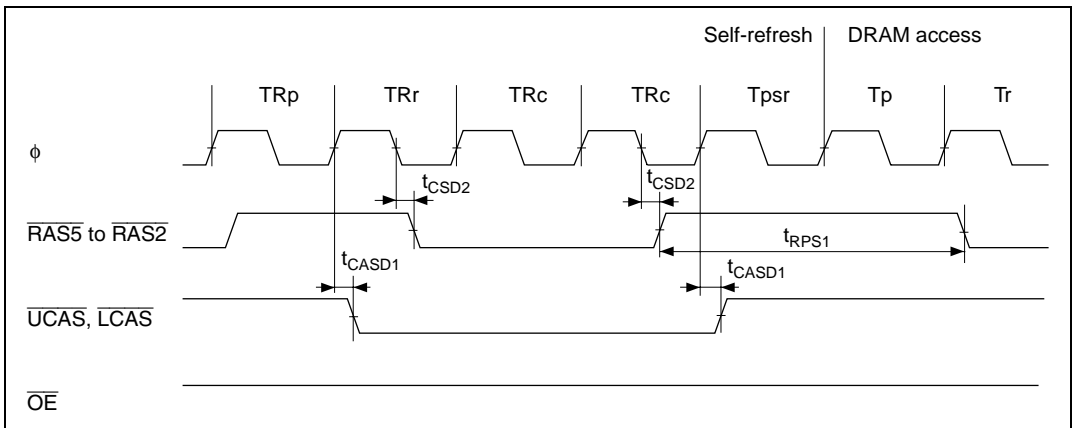 Self-refresh DRAM access
TRp TRr TRc TRc Tpsr Tp Tr
φ
tCSD2 tCSD2
RAS5 to RAS2
tRPS1
tCASD1 tCASD1
UCAS, LCAS
OE